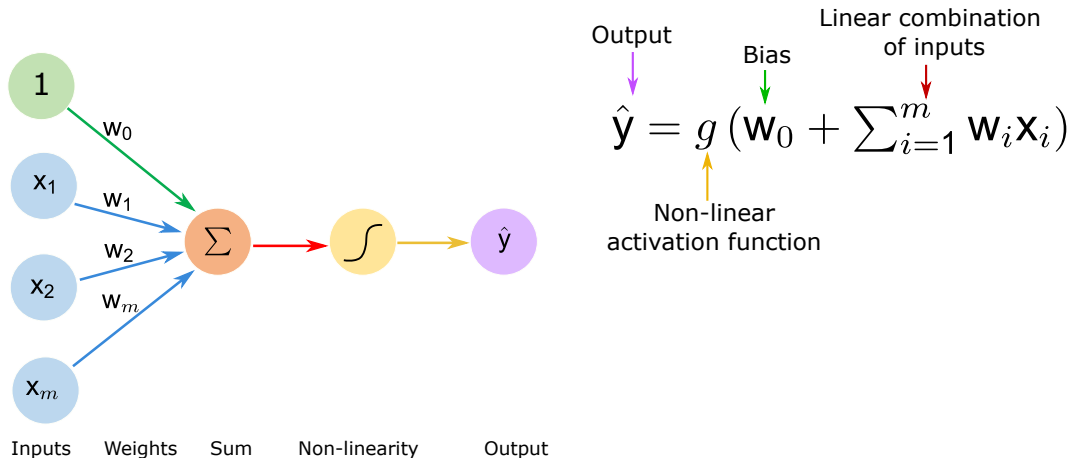 1
w₀
x₁
w₁
x₂
w₂
wₘ
xₘ
∑
ŷ
Inputs Weights Sum Non-linearity Output
Output
Bias
Linear combination
of inputs
ŷ = g (w₀ + ∑ᵢ₌₁ᵐ wᵢxᵢ)
Non-linear
activation function